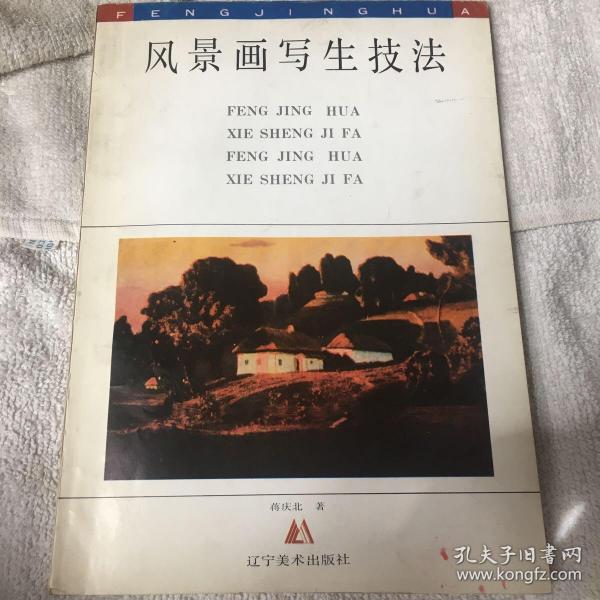 FENGJINGHUA
风景画写生技法
FENG JING HUA
XIE SHENG JI FA
FENG JING HUA
XIE SHENG JI FA
蒋庆北 著
辽宁美术出版社
孔夫子旧书网
www.kongfz.com